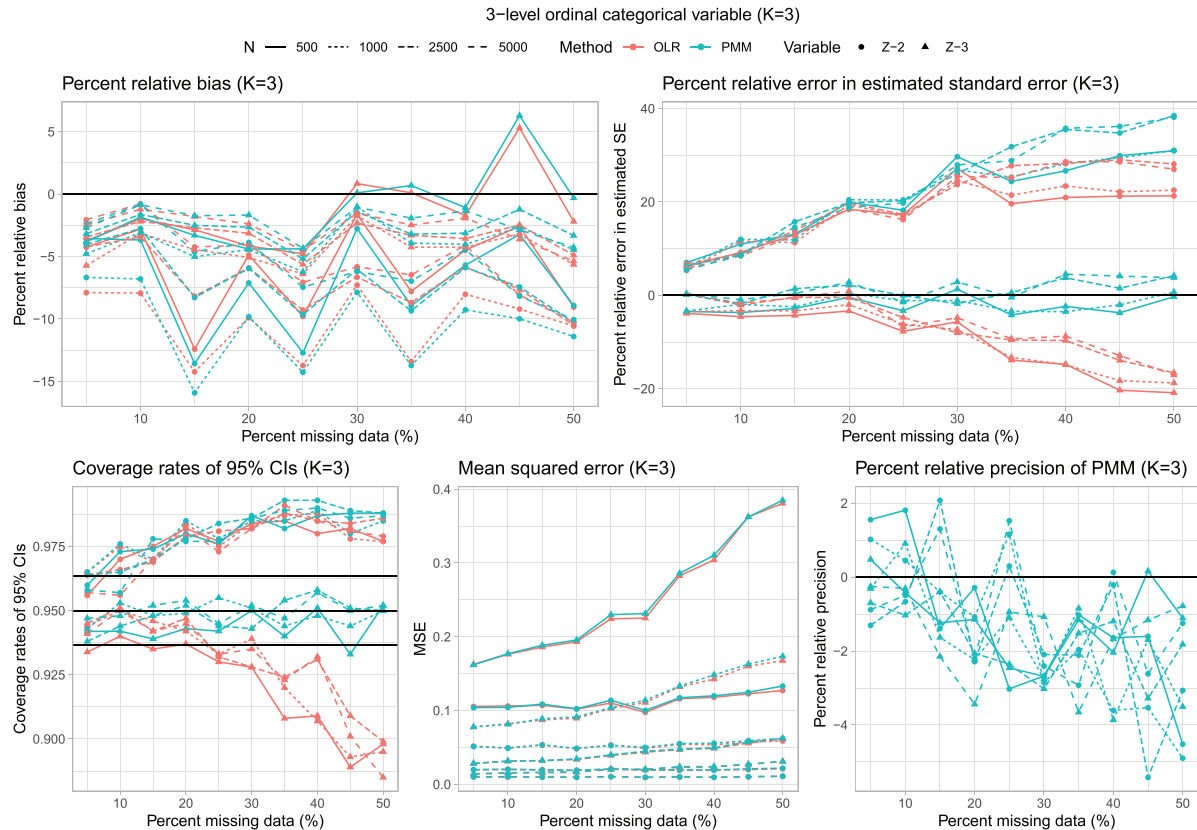 3−level ordinal categorical variable (K=3)
N 500 1000 2500 5000 Method OLR PMM Variable Z−2 Z−3
Percent relative bias (K=3)
Percent relative bias
5
0
−5
−10
−15
10 20 30 40 50
Percent missing data (%)
Percent relative error in estimated standard error (K=3)
Percent relative error in estimated SE
40
20
0
−20
10 20 30 40 50
Percent missing data (%)
Coverage rates of 95% CIs (K=3)
Coverage rates of 95% CIs
0.975
0.950
0.925
0.900
10 20 30 40 50
Percent missing data (%)
Mean squared error (K=3)
MSE
0.4
0.3
0.2
0.1
0.0
10 20 30 40 50
Percent missing data (%)
Percent relative precision of PMM (K=3)
Percent relative precision
2
0
−2
−4
10 20 30 40 50
Percent missing data (%)